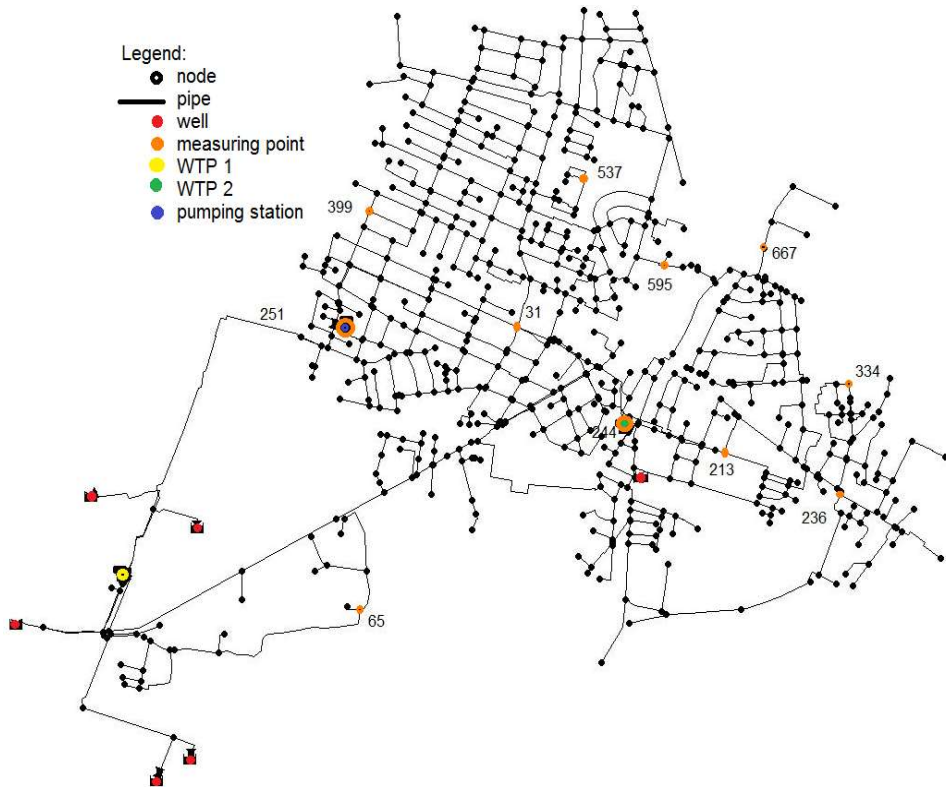 Legend:
node
pipe
well
measuring point
WTP 1
WTP 2
pumping station
537
399
667
595
251
31
334
244
213
236
65